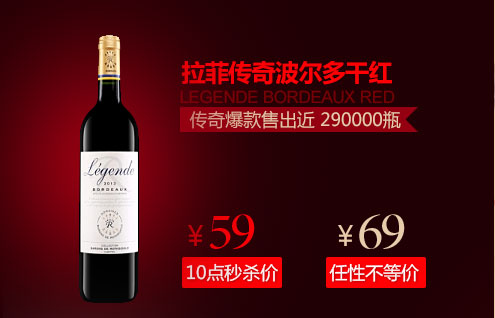 拉菲传奇波尔多干红
LEGENDE BORDEAUX RED
传奇爆款售出近 290000瓶
Légende
2012
BORDEAUX
¥59
¥69
10点秒杀价
任性不等价